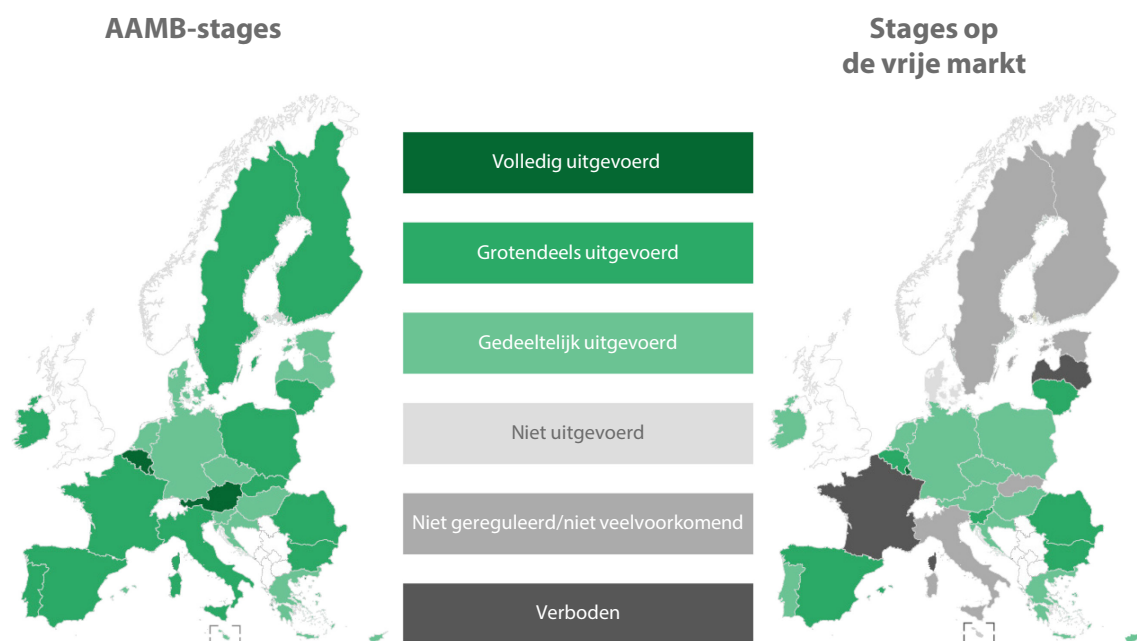 AAMB-stages
Stages op
de vrije markt
Volledig uitgevoerd
Grotendeels uitgevoerd
Gedeeltelijk uitgevoerd
Niet uitgevoerd
Niet gereguleerd/niet veelvoorkomend
Verboden